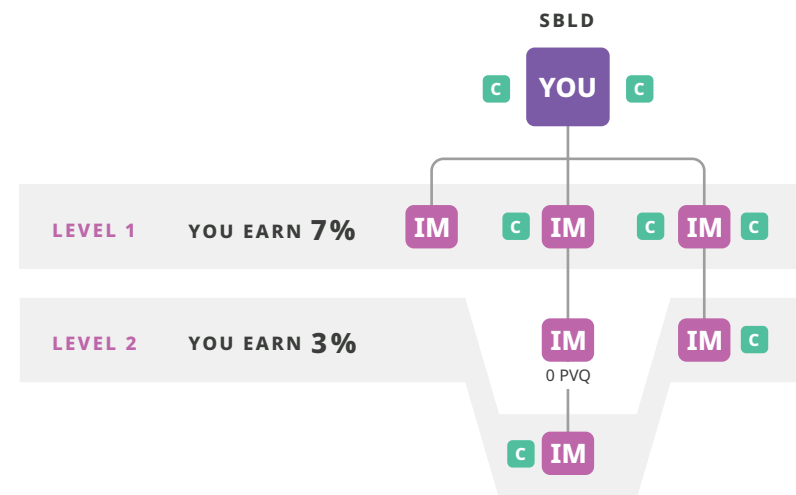 SBLD
C YOU C
LEVEL 1 YOU EARN 7% IM C IM C IM C
LEVEL 2 YOU EARN 3% IM IM C
0 PVQ
C IM